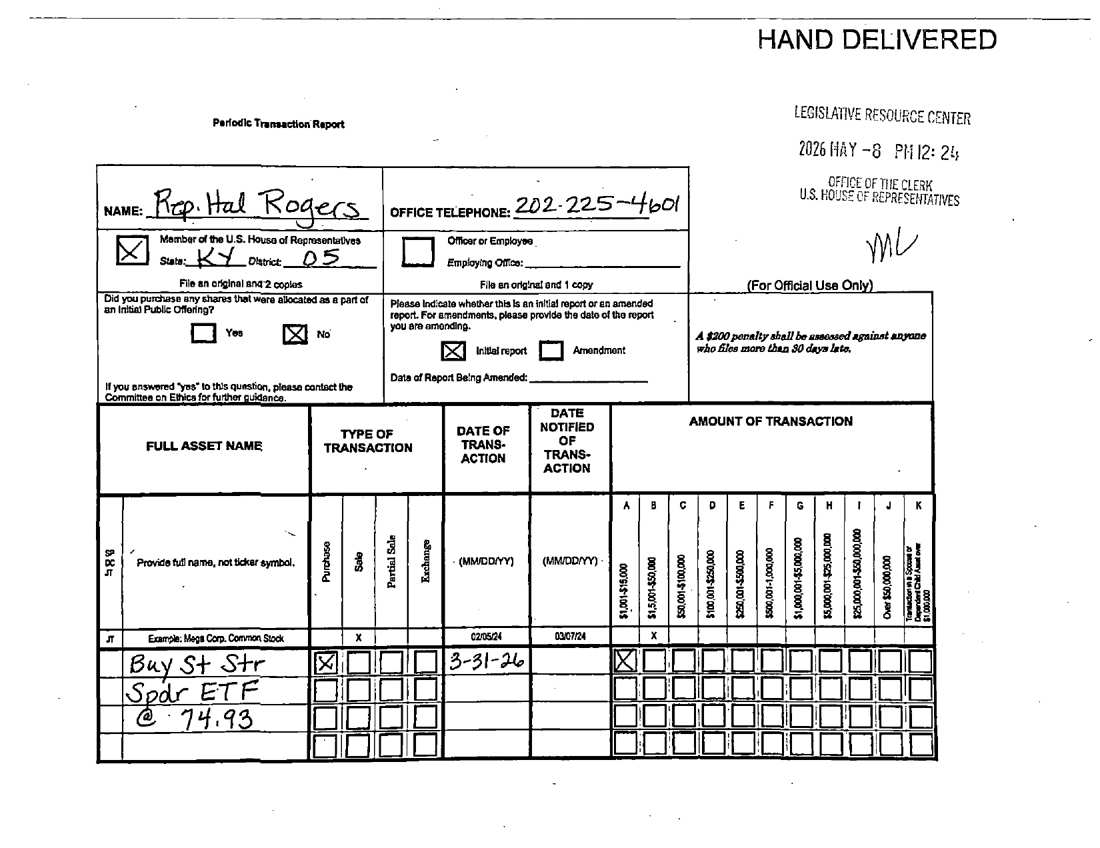 HAND DELIVERED
LEGISLATIVE RESOURCE CENTER
Periodic Transaction Report
2026 MAY -8 PM 12: 24
OFFICE OF THE CLERK
U.S. HOUSE OF REPRESENTATIVES
NAME: Rep. Hal Rogers
OFFICE TELEPHONE: 202-225-4601
Member of the U.S. House of Representatives
State: KY District: 05
Officer or Employee
Employing Office:
File an original and 2 copies
File an original and 1 copy
(For Official Use Only)
Did you purchase any shares that were allocated as a part of
an Initial Public Offering?
Yes
No
If you answered "yes" to this question, please contact the
Committee on Ethics for further guidance.
Please indicate whether this is an initial report or an amended
report. For amendments, please provide the date of the report
you are amending.
Initial report
Amendment
Date of Report Being Amended:
A $200 penalty shall be assessed against anyone
who files more than 30 days late.
FULL ASSET NAME
TYPE OF
TRANSACTION
DATE OF
TRANS-
ACTION
DATE
NOTIFIED
OF
TRANS-
ACTION
AMOUNT OF TRANSACTION
A B C D E F G H I J K
SP
DC
JT
Provide full name, not ticker symbol.
Purchase
Sale
Partial Sale
Exchange
(MM/DD/YY)
(MM/DD/YY)
$1,001-$15,000
$1,5,001-$50,000
$50,001-$100,000
$100,001-$250,000
$250,001-$500,000
$500,001-1,000,000
$1,000,001-$5,000,000
$5,000,001-$25,000,000
$25,000,001-$50,000,000
Over $50,000,000
Transaction in a Spouse or
Dependent Child Asset over
$1,000,000
JT Example: Mega Corp. Common Stock X 02/05/24 03/07/24 X
Buy St Str X 3-31-26 X
Spdr ETF
@ 74.93